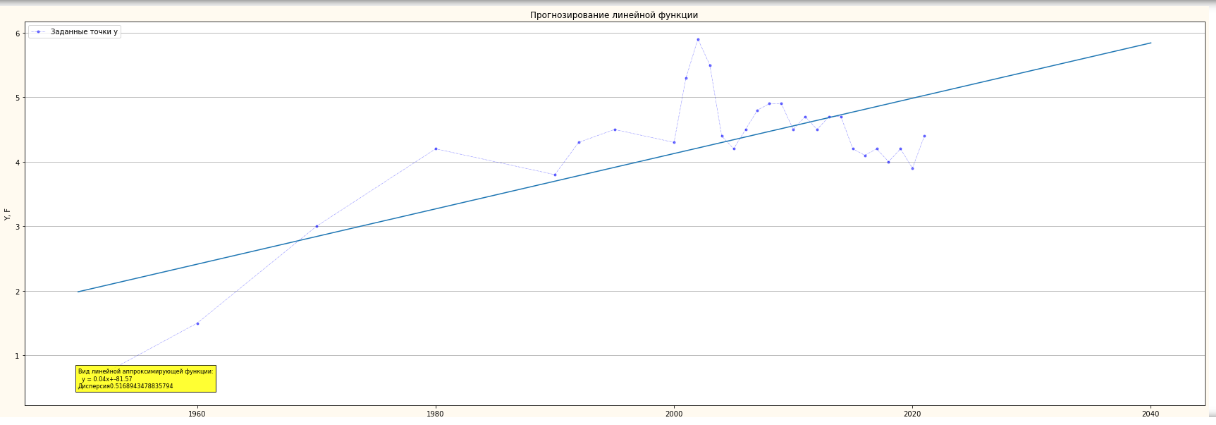 Прогнозирование линейной функции
Заданные точки y
6
5
4
3
2
1
Y, F
Вид линейной аппроксимирующей функции:
y = 0.04x+-81.57
Дисперсия0.5168943478835794
1960
1980
2000
2020
2040